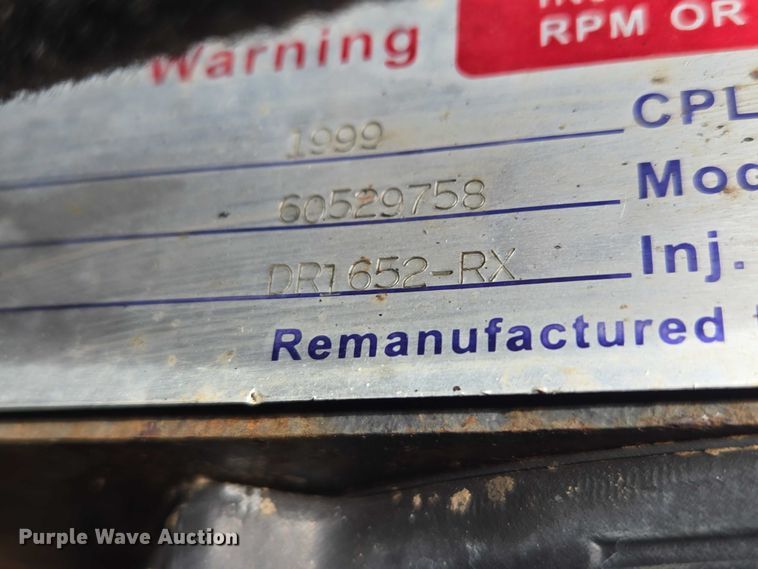 RPM OR
Warning
1999 CPL
60529758 Mod
DR1652-RX Inj.
Remanufactured
Purple Wave Auction